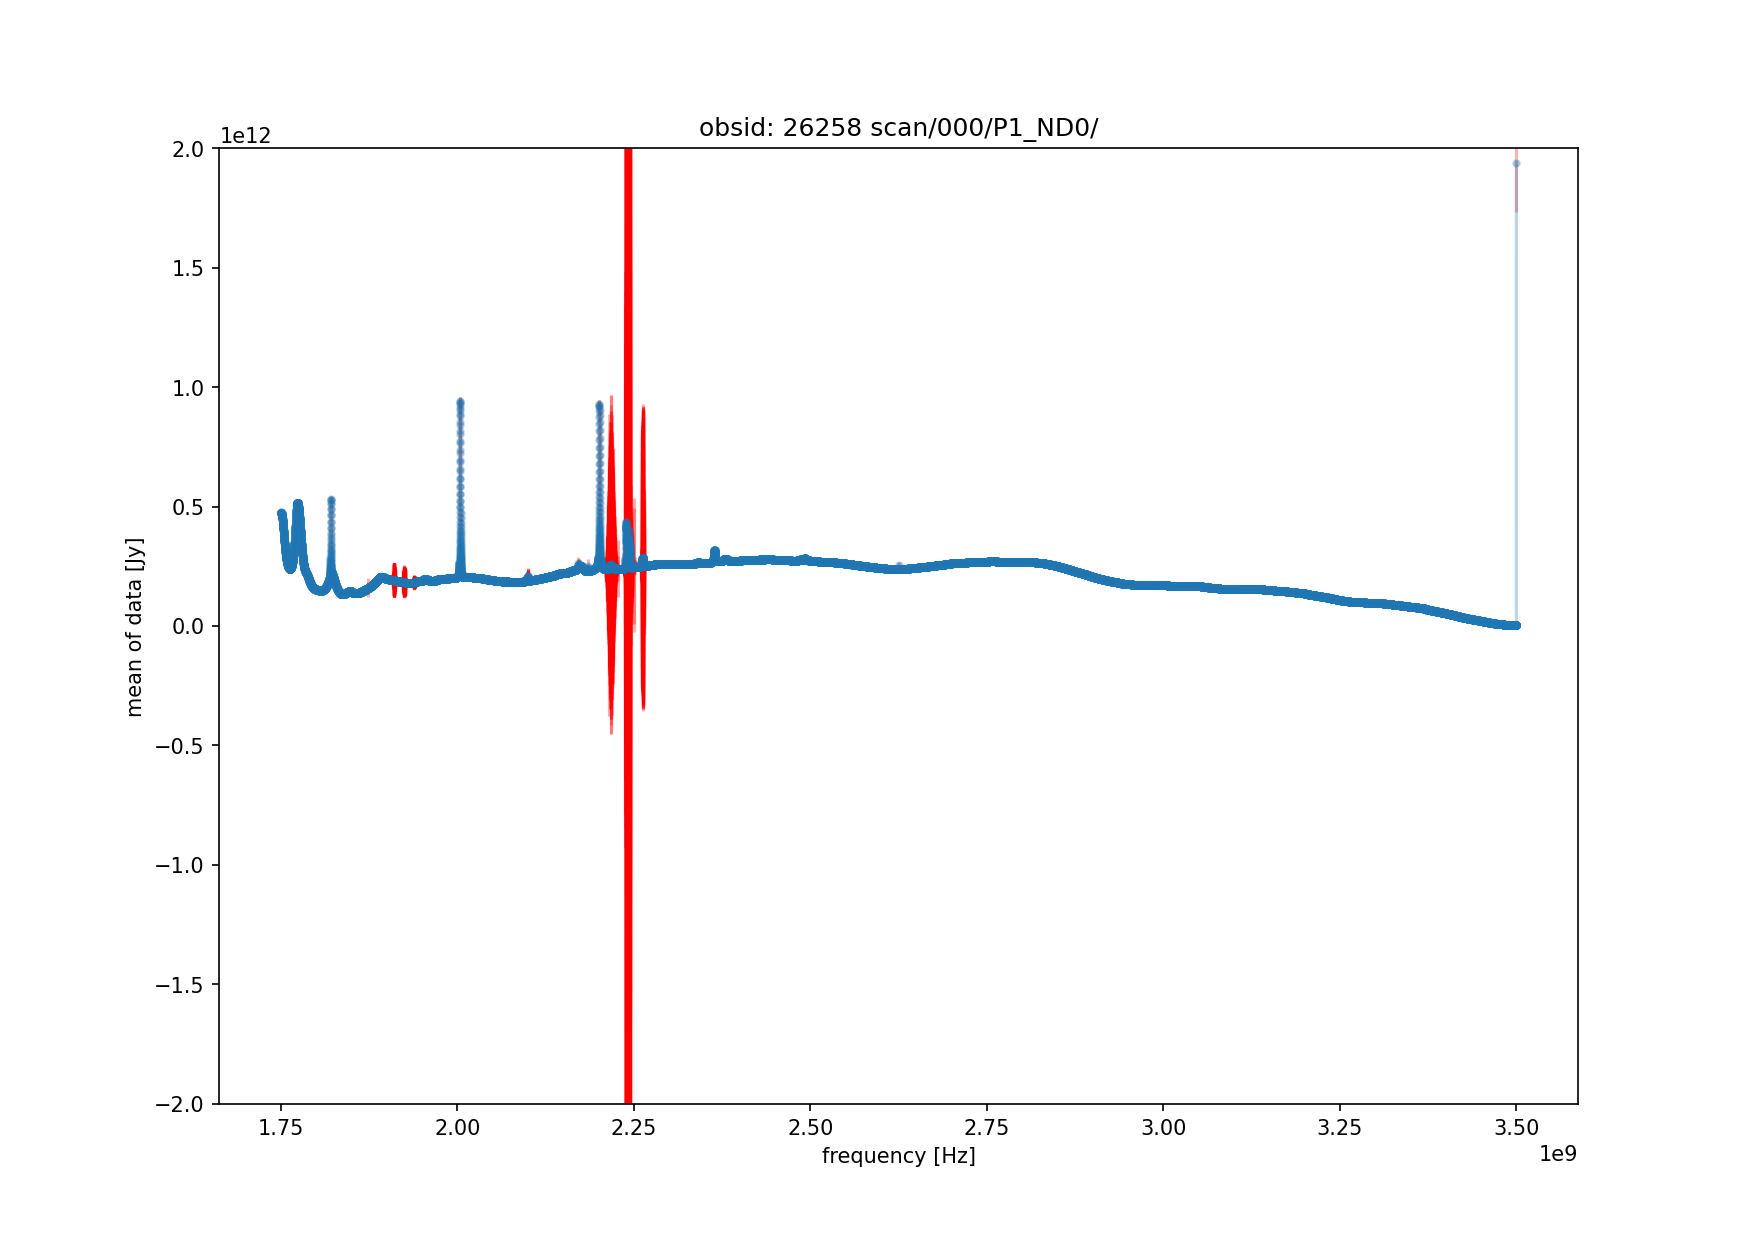 obsid: 26258 scan/000/P1_ND0/
1e12
2.0
1.5
1.0
0.5
0.0
−0.5
−1.0
−1.5
−2.0
mean of data [Jy]
1.75 2.00 2.25 2.50 2.75 3.00 3.25 3.50
1e9
frequency [Hz]